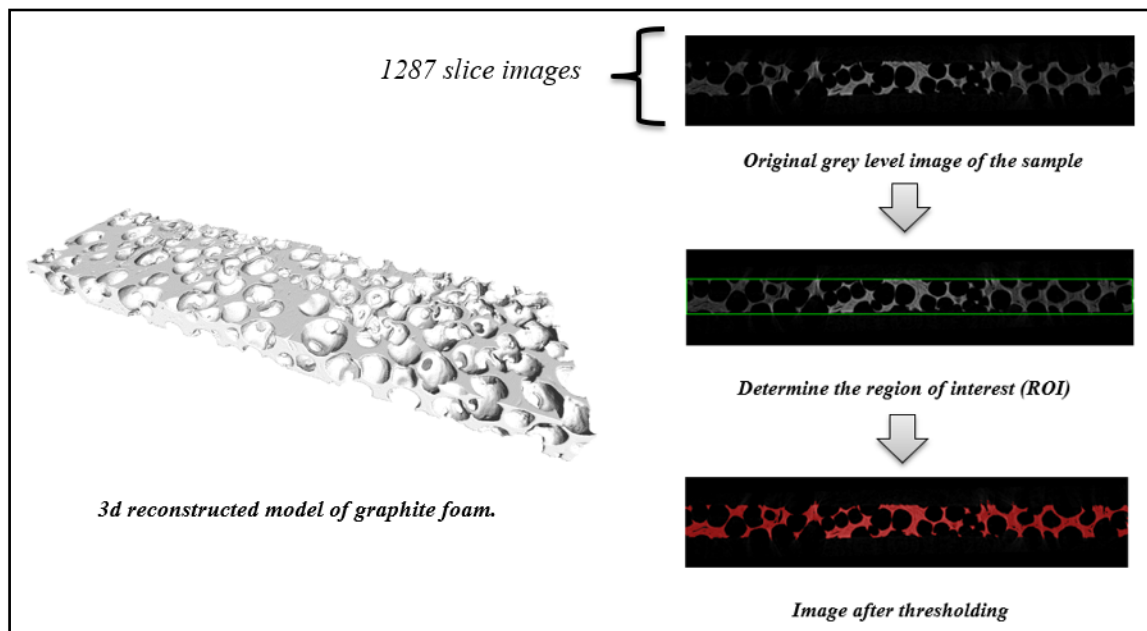 1287 slice images
Original grey level image of the sample
Determine the region of interest (ROI)
3d reconstructed model of graphite foam.
Image after thresholding